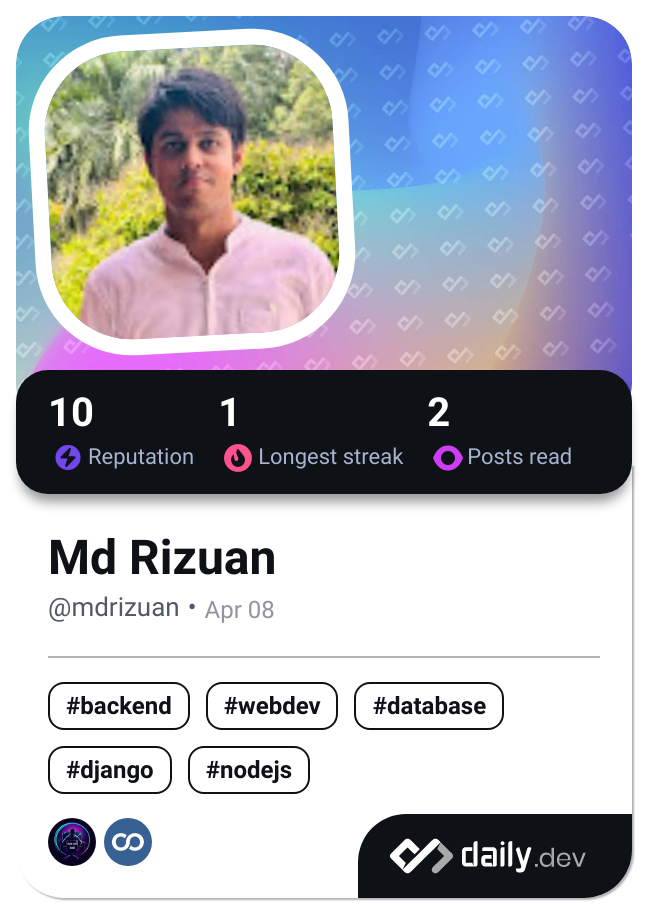 10 1 2
Reputation Longest streak Posts read
Md Rizuan
@mdrizuan • Apr 08
#backend #webdev #database
#django #nodejs
daily.dev